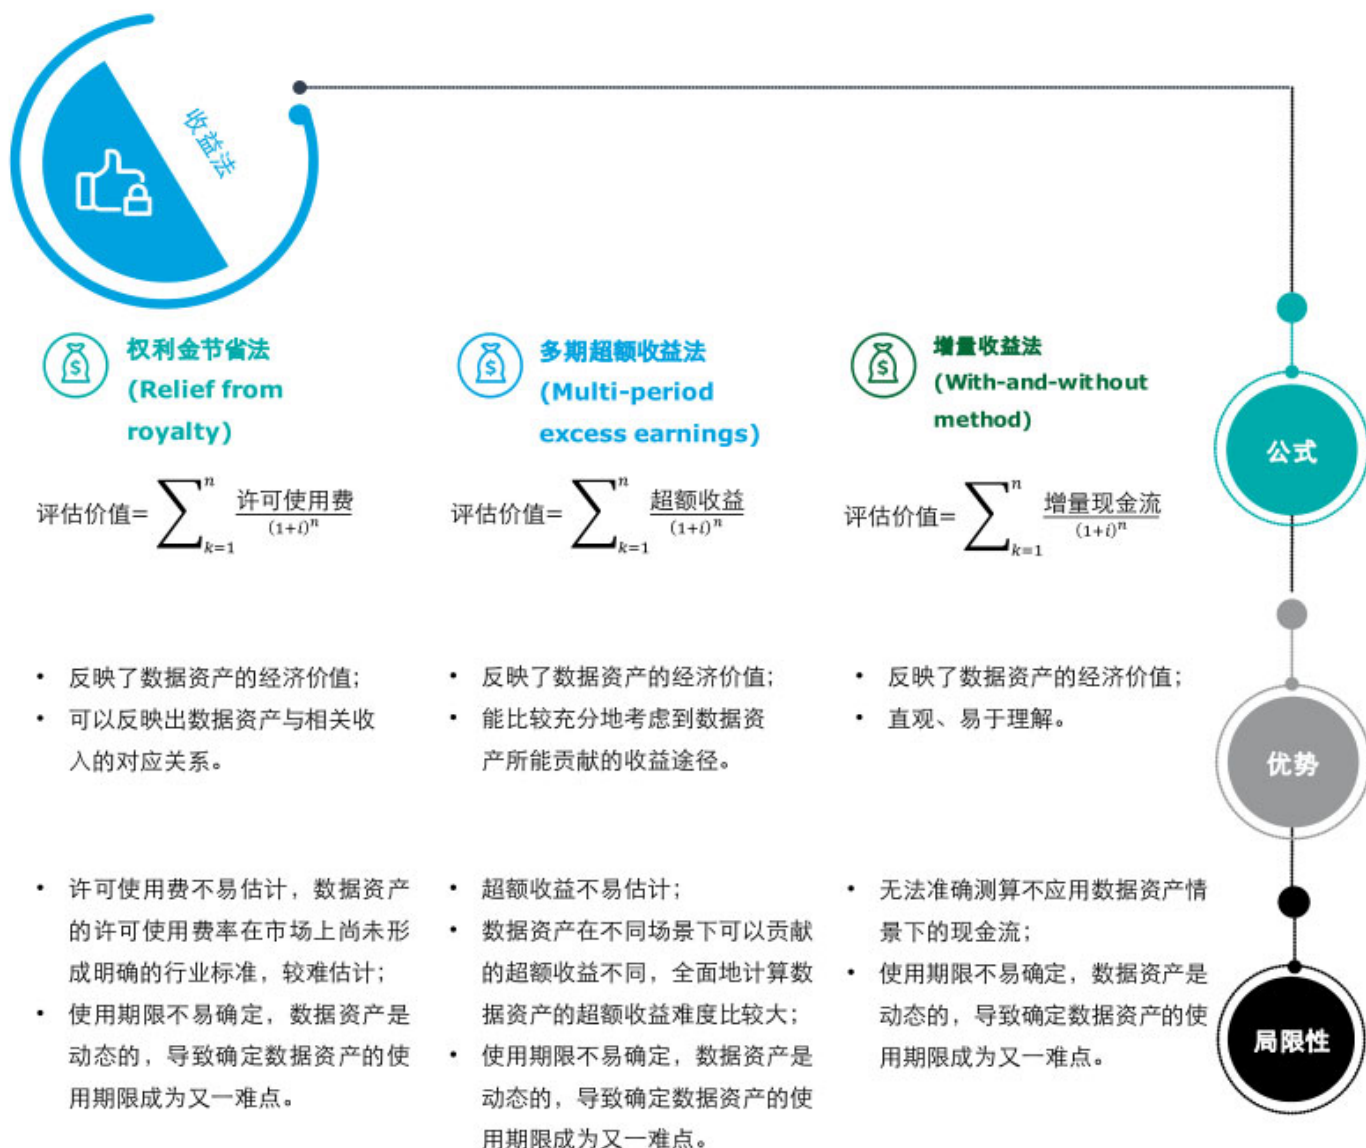 收益法
权利金节省法
(Relief from
royalty)
评估价值= ∑ⁿₖ₌₁ 许可使用费/(1+i)ⁿ
多期超额收益法
(Multi-period
excess earnings)
评估价值= ∑ⁿₖ₌₁ 超额收益/(1+i)ⁿ
增量收益法
(With-and-without
method)
评估价值= ∑ⁿₖ₌₁ 增量现金流/(1+i)ⁿ
公式
• 反映了数据资产的经济价值；
• 可以反映出数据资产与相关收
入的对应关系。
• 反映了数据资产的经济价值；
• 能比较充分地考虑到数据资
产所能贡献的收益途径。
• 反映了数据资产的经济价值；
• 直观、易于理解。
优势
• 许可使用费不易估计，数据资产
的许可使用费率在市场上尚未形
成明确的行业标准，较难估计；
• 使用期限不易确定，数据资产是
动态的，导致确定数据资产的使
用期限成为又一难点。
• 超额收益不易估计；
• 数据资产在不同场景下可以贡献
的超额收益不同，全面地计算数
据资产的超额收益难度比较大；
• 使用期限不易确定，数据资产是
动态的，导致确定数据资产的使
用期限成为又一难点。
• 无法准确测算不应用数据资产情
景下的现金流；
• 使用期限不易确定，数据资产是
动态的，导致确定数据资产的使
用期限成为又一难点。
局限性